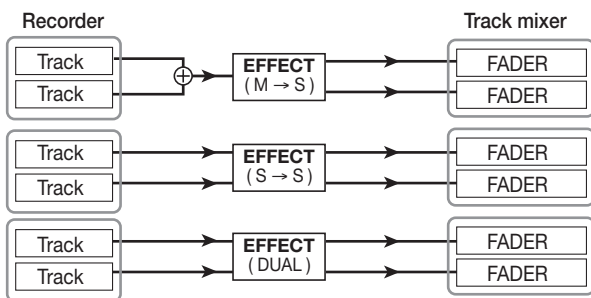 Recorder Track mixer
Track EFFECT FADER
Track (M → S) FADER
Track EFFECT FADER
Track (S → S) FADER
Track EFFECT FADER
Track (DUAL) FADER